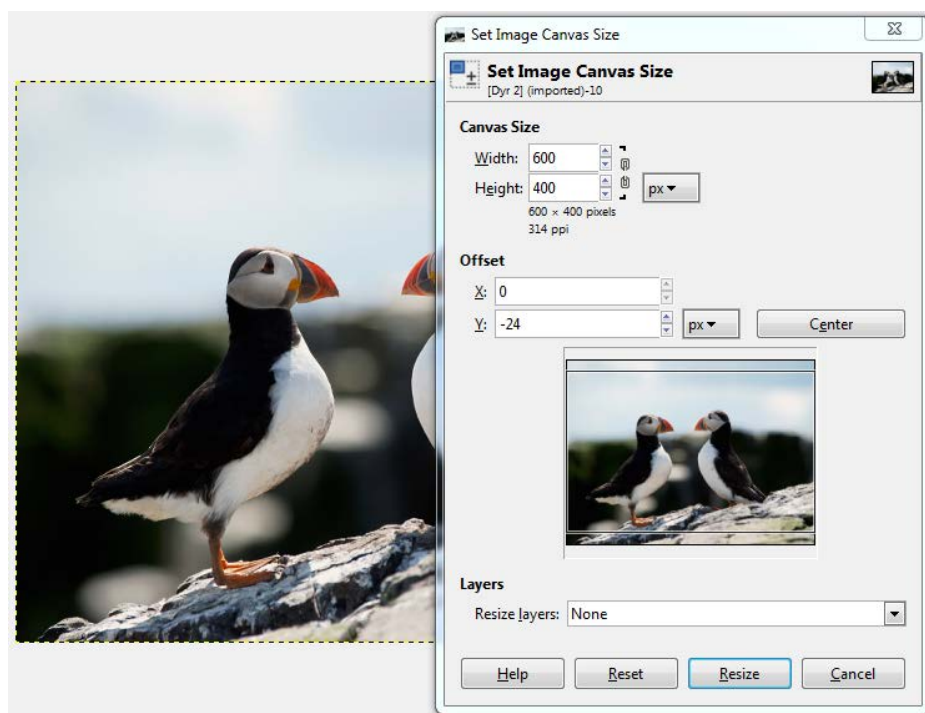 Set Image Canvas Size
Set Image Canvas Size
[Dyr 2] (imported)-10
Canvas Size
Width: 600
Height: 400 px
600 × 400 pixels
314 ppi
Offset
X: 0
Y: -24 px Center
Layers
Resize layers: None
Help Reset Resize Cancel